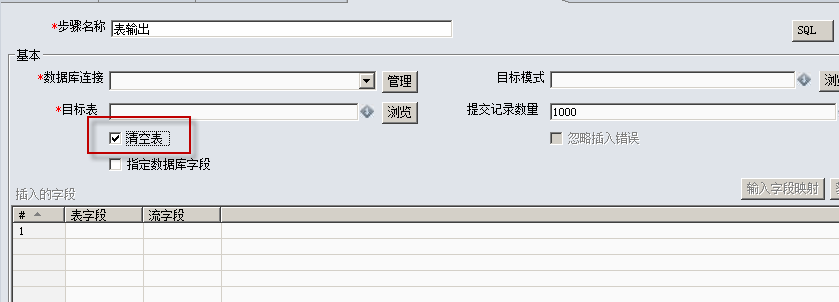 *步骤名称 表输出 SQL
基本
*数据库连接 管理 目标模式 浏览
*目标表 浏览 提交记录数量 1000
清空表 忽略插入错误
指定数据库字段
插入的字段 输入字段映射
# 表字段 流字段
1